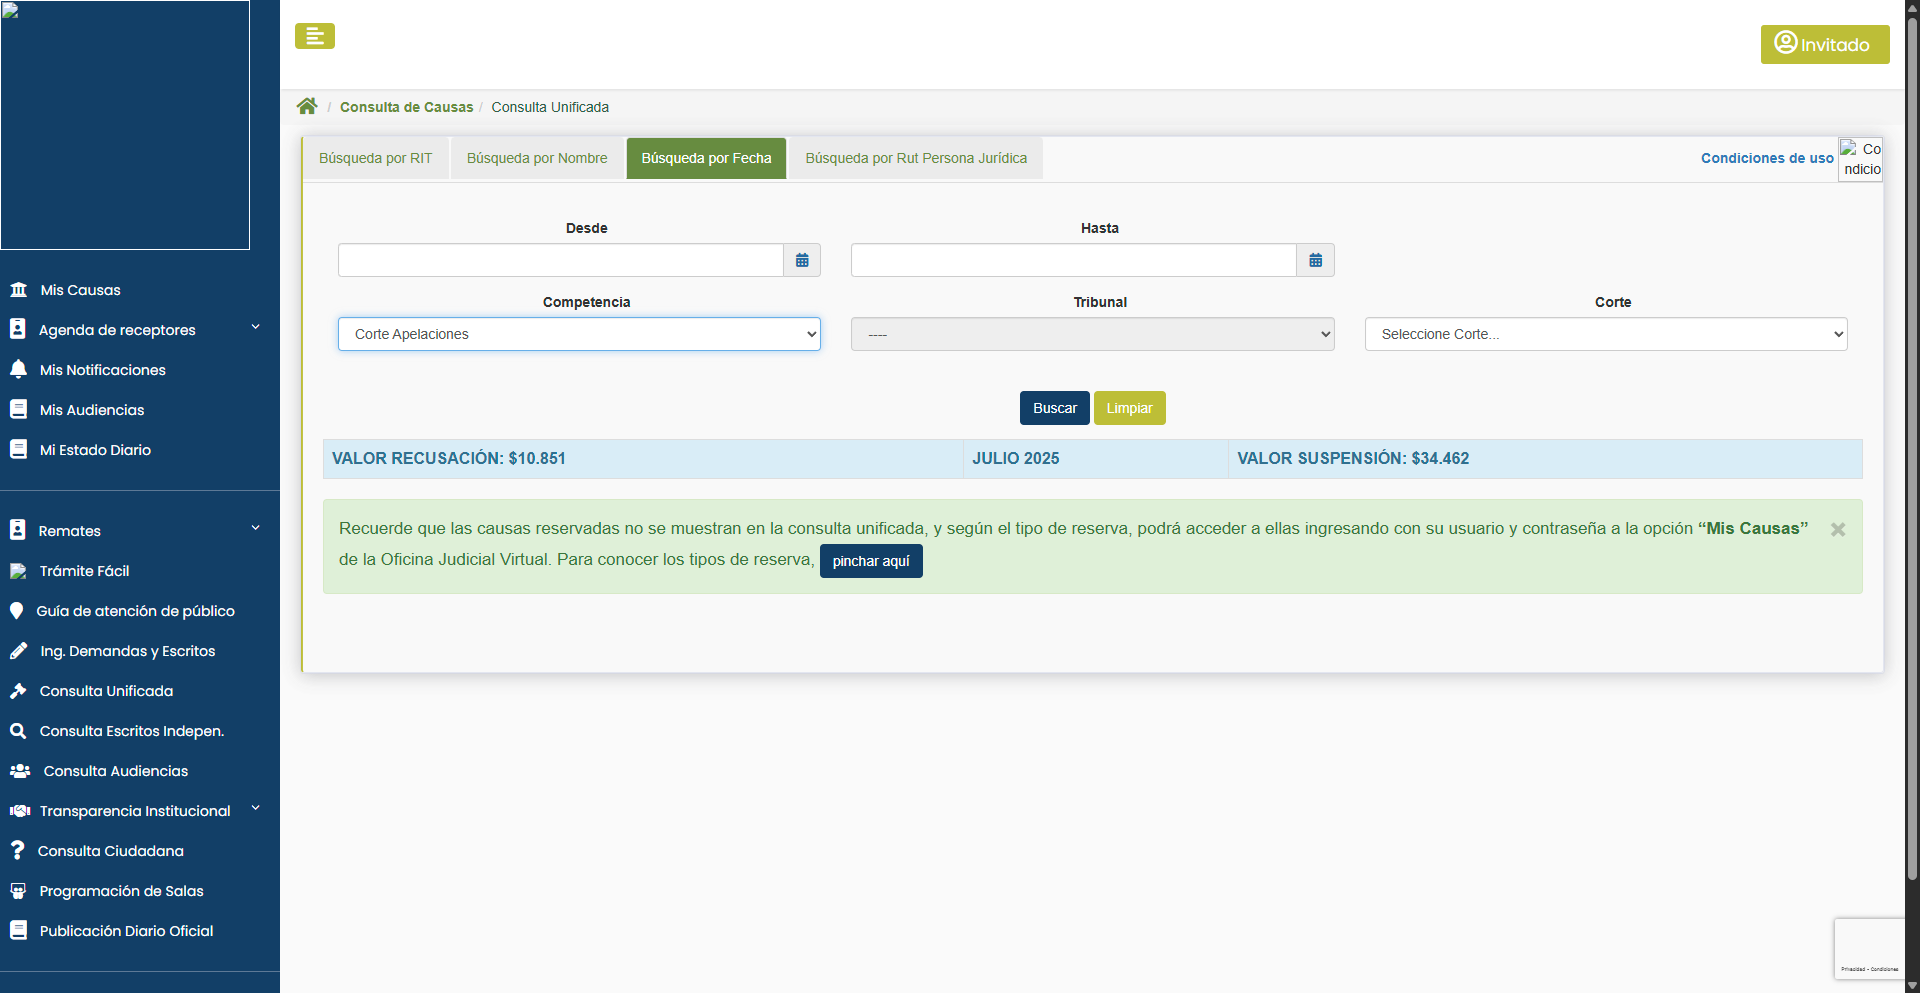 Invitado
/ Consulta de Causas / Consulta Unificada
Búsqueda por RIT
Búsqueda por Nombre
Búsqueda por Fecha
Búsqueda por Rut Persona Jurídica
Condiciones de uso
Co
ndicio
Desde
Hasta
Competencia
Tribunal
Corte
Corte Apelaciones
----
Seleccione Corte...
Buscar
Limpiar
VALOR RECUSACIÓN: $10.851
JULIO 2025
VALOR SUSPENSIÓN: $34.462
Recuerde que las causas reservadas no se muestran en la consulta unificada, y según el tipo de reserva, podrá acceder a ellas ingresando con su usuario y contraseña a la opción “Mis Causas”
de la Oficina Judicial Virtual. Para conocer los tipos de reserva, pinchar aquí
Mis Causas
Agenda de receptores
Mis Notificaciones
Mis Audiencias
Mi Estado Diario
Remates
Trámite Fácil
Guía de atención de público
Ing. Demandas y Escritos
Consulta Unificada
Consulta Escritos Indepen.
Consulta Audiencias
Transparencia Institucional
Consulta Ciudadana
Programación de Salas
Publicación Diario Oficial
Privacidad - Condiciones